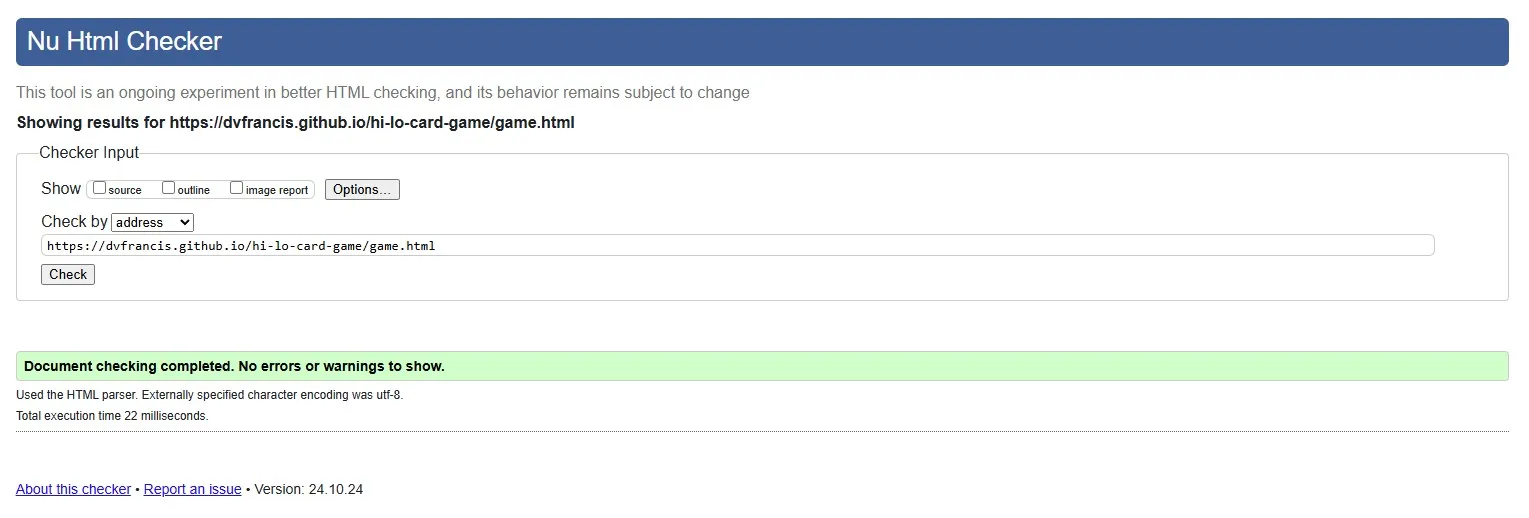 Nu Html Checker
This tool is an ongoing experiment in better HTML checking, and its behavior remains subject to change
Showing results for https://dvfrancis.github.io/hi-lo-card-game/game.html
Checker Input
Show source outline image report Options...
Check by address
https://dvfrancis.github.io/hi-lo-card-game/game.html
Check
Document checking completed. No errors or warnings to show.
Used the HTML parser. Externally specified character encoding was utf-8.
Total execution time 22 milliseconds.
About this checker • Report an issue • Version: 24.10.24